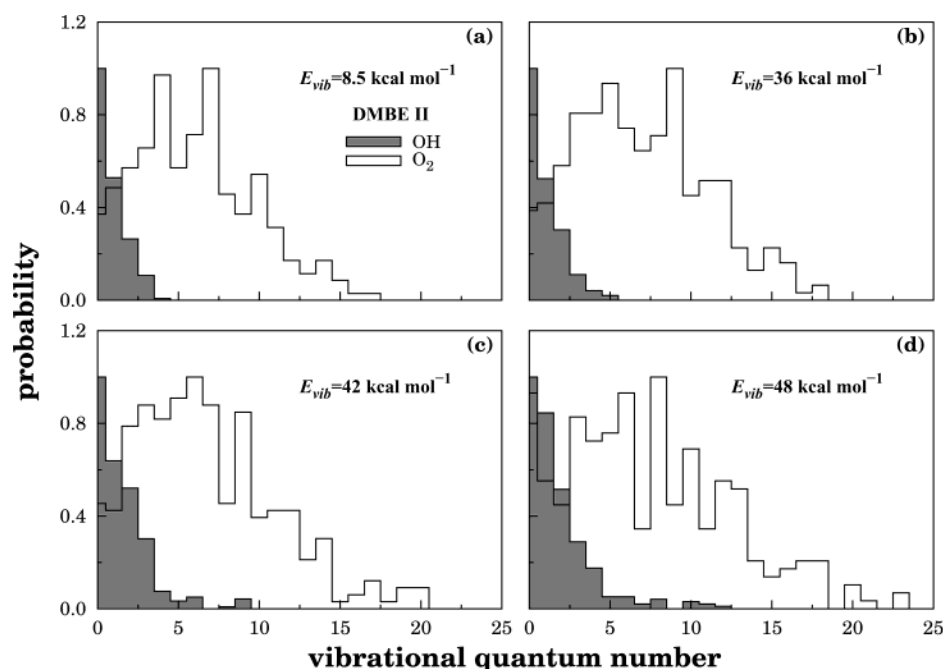 1.2
(a)
(b)
E_vib=8.5 kcal mol⁻¹
E_vib=36 kcal mol⁻¹
DMBE II
OH
O₂
0.8
0.4
0.0
1.2
(c)
(d)
E_vib=42 kcal mol⁻¹
E_vib=48 kcal mol⁻¹
0.8
0.4
0.0
0 5 10 15 20 25
0 5 10 15 20 25
probability
vibrational quantum number